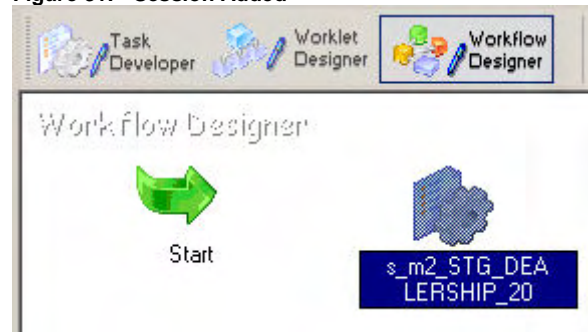 Task
Developer
Worklet
Designer
Workflow
Designer
Workflow Designer
Start
s_m2_STG_DEA
LERSHIP_20